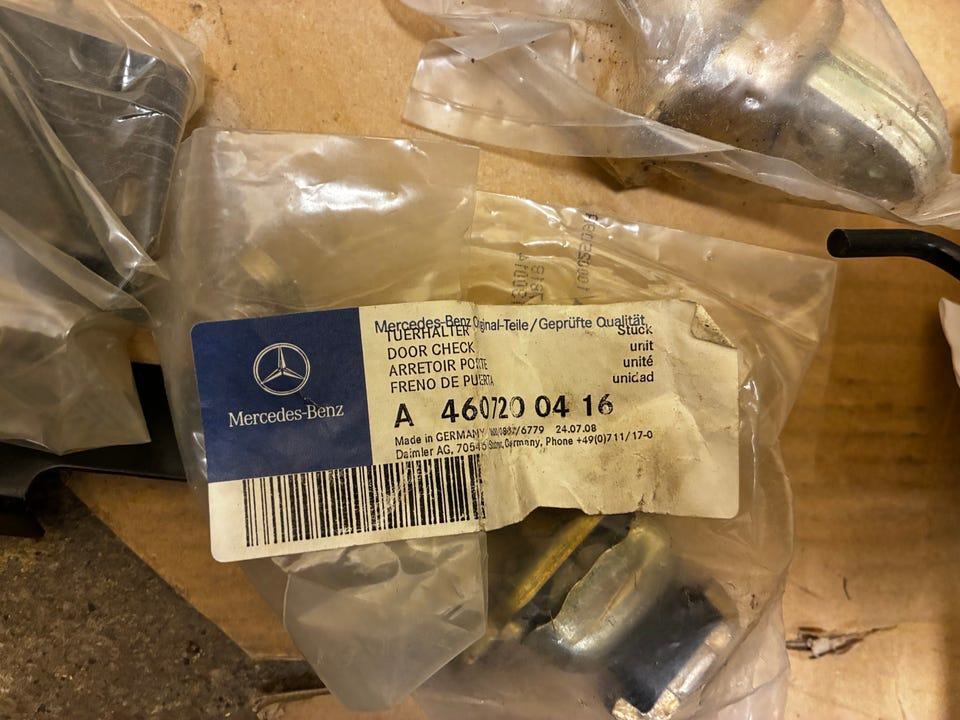 Mercedes-Benz Original-Teile/Geprüfte Qualität
TUERHALTER Stück
DOOR CHECK unit
ARRETOIR PORTE unité
FRENO DE PUERTA unidad
Mercedes-Benz
A 460720 04 16
Made in GERMANY /6779 24.07.08
Daimler AG, 70546 Germany, Phone +49(0)711/17-0